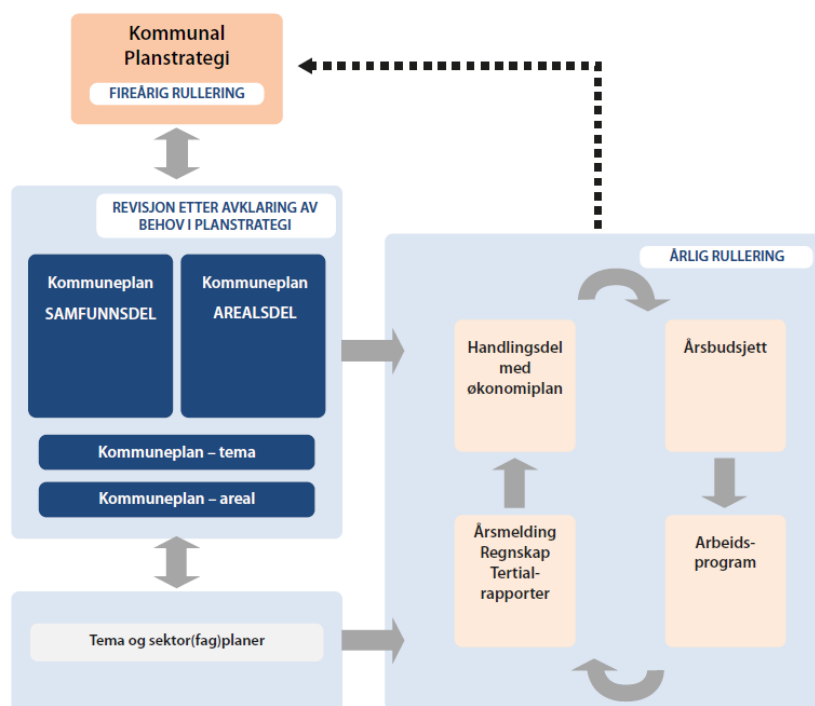 Kommunal
Planstrategi
FIREÅRIG RULLERING
REVISJON ETTER AVKLARING AV
BEHOV I PLANSTRATEGI
Kommuneplan
SAMFUNNSDEL
Kommuneplan
AREALSDEL
Kommuneplan – tema
Kommuneplan – areal
Tema og sektor(fag)planer
ÅRLIG RULLERING
Handlingsdel
med
økonomiplan
Årsbudsjett
Årsmelding
Regnskap
Tertial-
rapporter
Arbeids-
program